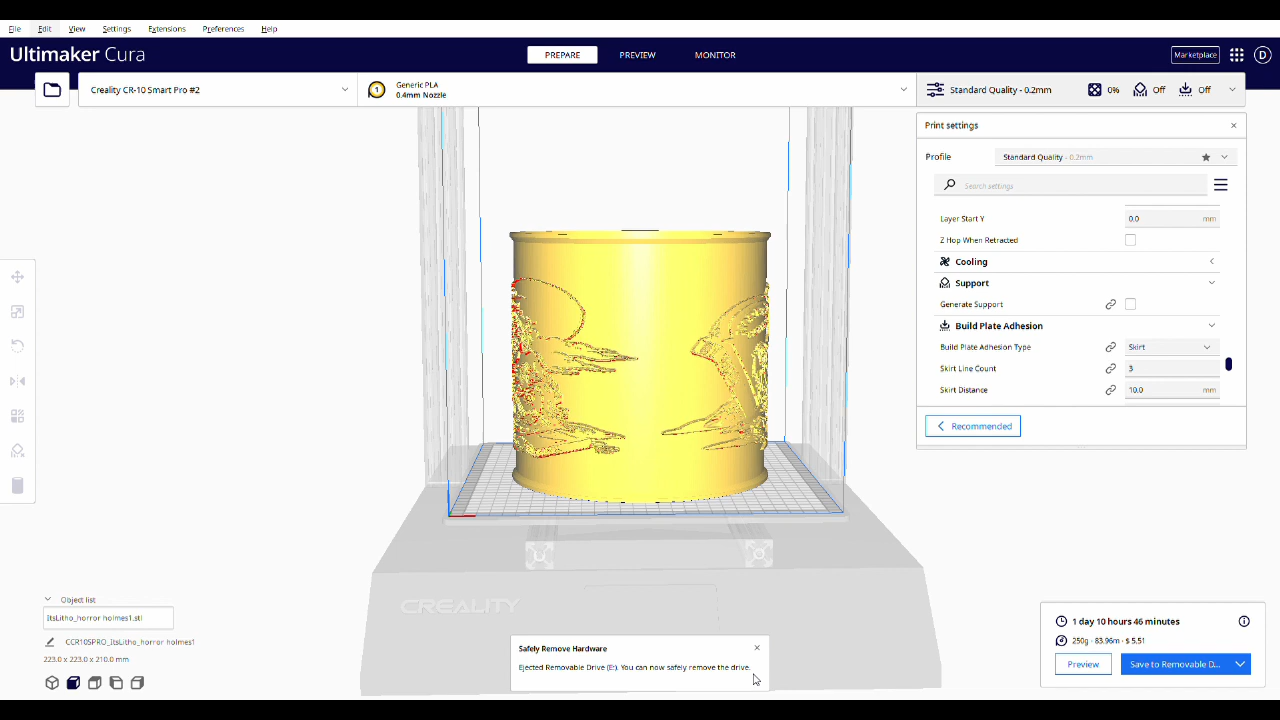 File Edit View Settings Extensions Preferences Help
Ultimaker Cura
PREPARE PREVIEW MONITOR
Marketplace
D
Creality CR-10 Smart Pro #2
1
Generic PLA
0.4mm Nozzle
Standard Quality - 0.2mm
0% Off Off
Print settings
Profile Standard Quality - 0.2mm
Search settings
Layer Start Y 0.0 mm
Z Hop When Retracted
Cooling
Support
Generate Support
Build Plate Adhesion
Build Plate Adhesion Type Skirt
Skirt Line Count 3
Skirt Distance 10.0 mm
Recommended
CREALITY
Object list
ItsLitho_horror holmes1.stl
CCR10SPRO_ItsLitho_horror holmes1
223.0 x 223.0 x 210.0 mm
Safely Remove Hardware
Ejected Removable Drive (E:). You can now safely remove the drive.
1 day 10 hours 46 minutes
250g · 83.96m · $ 5.51
Preview
Save to Removable D...